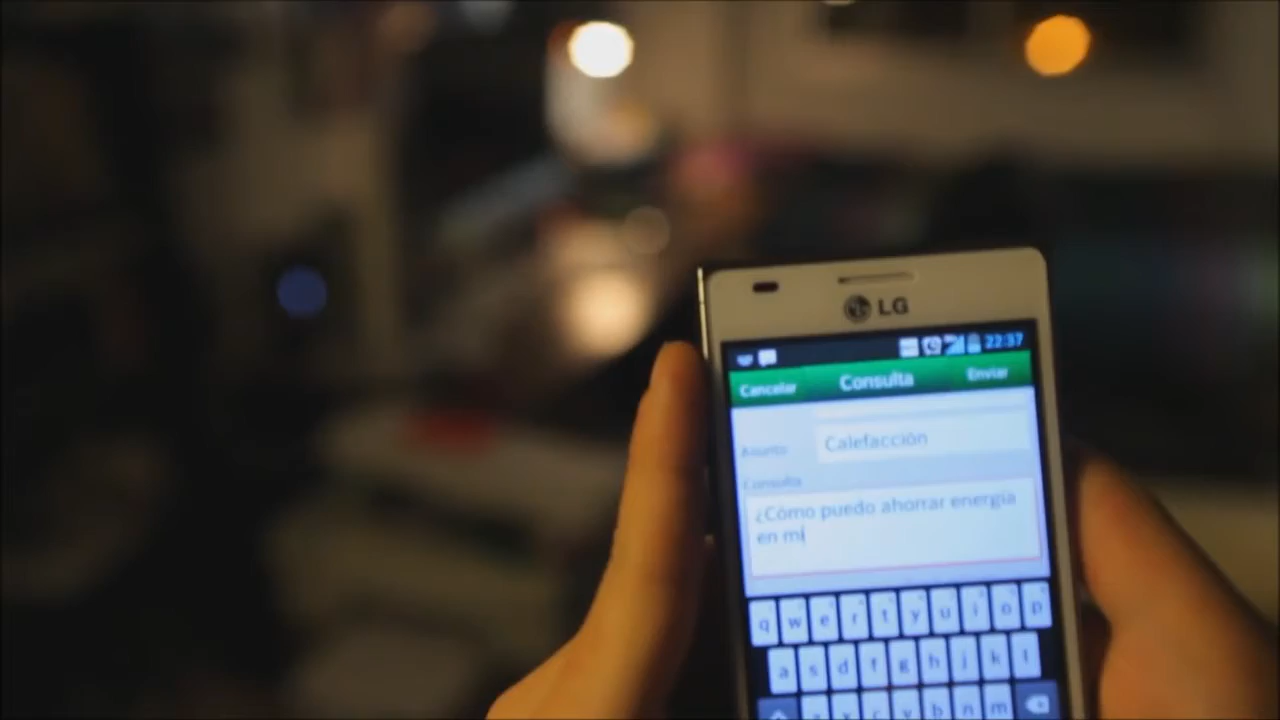 LG
22:37
Cancelar Consulta Enviar
Asunto Calefacción
Consulta
¿Cómo puedo ahorrar energía
en mi
q w e r t y u i o p
a s d f g h j k l
z x c v b n m